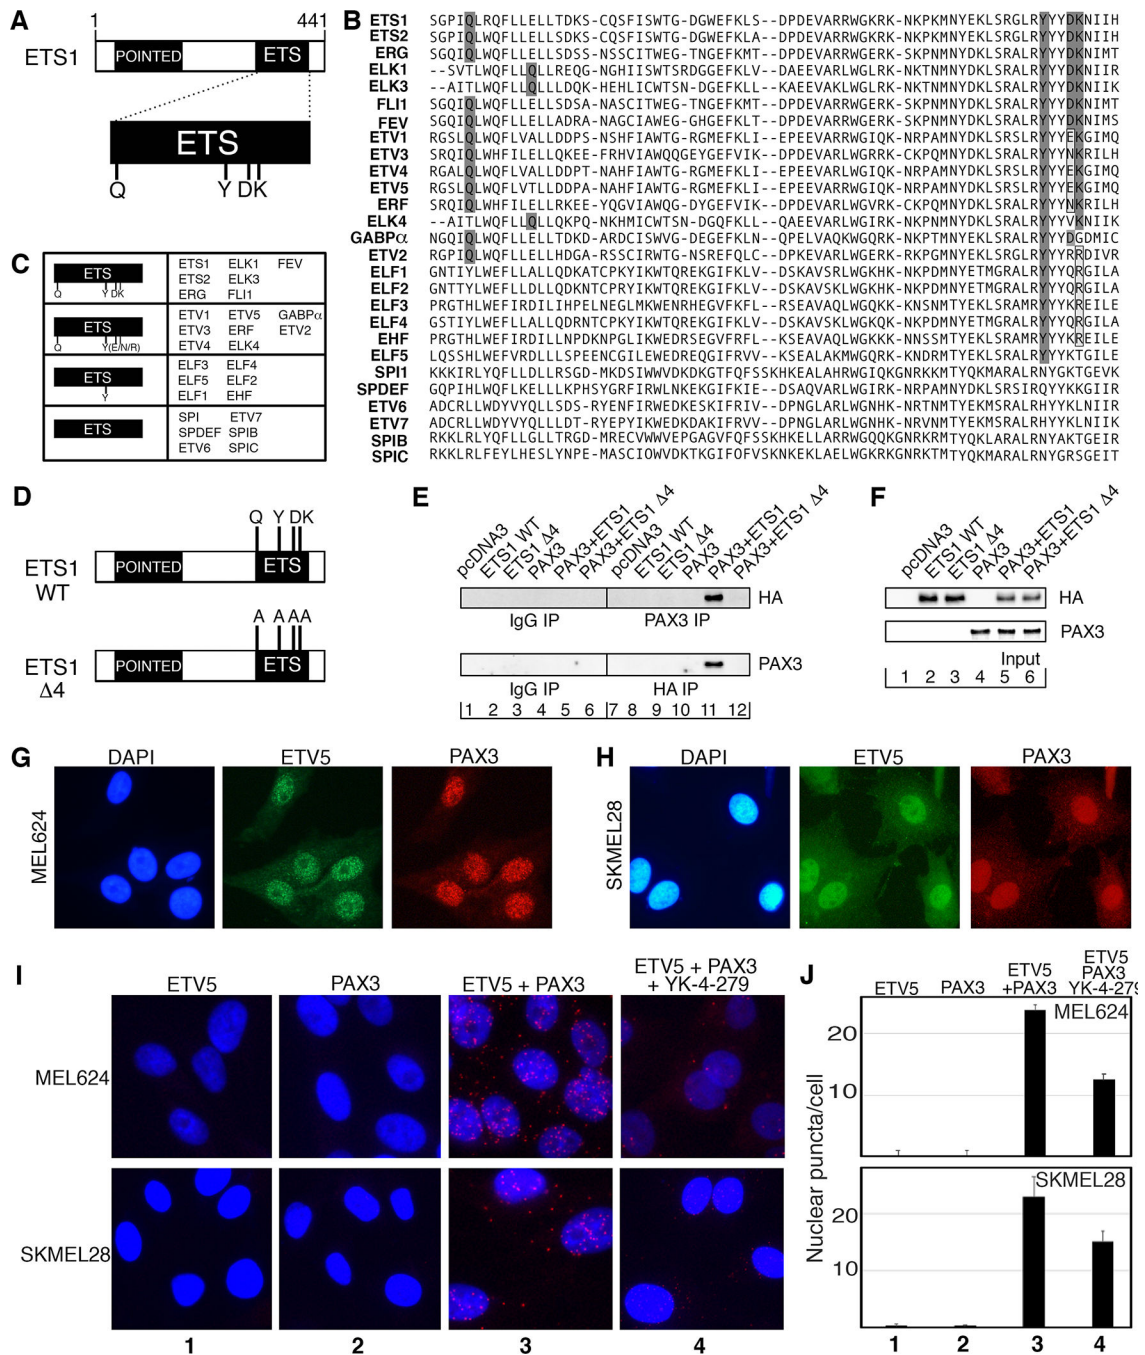 A
1
441
ETS1
POINTED
ETS
ETS
Q Y DK
B
ETS1 SGPIQLRQFLLELLTDKS-CQSFISWTG-DGWEFKLS--DPDEVARRWGKRK-NKPKMNYEKLSRGLRYYYDKNIIH
ETS2 SGPIQLWQFLLELLSDKS-CQSFISWTG-DGWEFKLA--DPDEVARRWGKRK-NKPKMNYEKLSRGLRYYYDKNIIH
ERG SGQIQLWQFLLELLSDSS-NSSCITWEG-TNGEFKMT--DPDEVARRWGERK-SKPNMNYDKLSRALRYYYDKNIMT
ELK1 --SVTLWQFLLQLLREQG-NGHIISWTSRDGGEFKLV--DAEEVARLWGLRK-NKTNMNYDKLSRALRYYYDKNIIR
ELK3 --AITLWQFLLQLLLDQK-HEHLICWTSN-DGEFKLL--KAEEVAKLWGLRK-NKTNMNYDKLSRALRYYYDKNIIR
FLI1 SGQIQLWQFLLELLSDSA-NASCITWEG-TNGEFKMT--DPDEVARRWGERK-SKPNMNYDKLSRALRYYYDKNIMT
FEV SGQIQLWQFLLELLADRA-NAGCIAWEG-GHGEFKLT--DPDEVARRWGERK-SKPNMNYDKLSRALRYYYDKNIMS
ETV1 RGSLQLWQFLVALLDDPS-NSHFIAWTG-RGMEFKLI--EPEEVARRWGIQK-NRPAMNYDKLSRSLRYYYEKGIMQ
ETV3 SRQIQLWHFILELLQKEE-FRHVIAWQQGEYGEFVIK--DPDEVARLWGRRK-CKPQMNYDKLSRALRYYYNKRILH
ETV4 RGALQLWQFLVALLDDPT-NAHFIAWTG-RGMEFKLI--EPEEVARLWGIQK-NRPAMNYDKLSRSLRYYYEKGIMQ
ETV5 RGSLQLWQFLVTLLDDPA-NAHFIAWTG-RGMEFKLI--EPEEVARRWGIQK-NRPAMNYDKLSRSLRYYYEKGIMQ
ERF SRQIQLWHFILELLRKEE-YQGVIAWQG-DYGEFVIK--DPDEVARLWGVRK-CKPQMNYDKLSRALRYYYNKRILH
ELK4 --AITLWQFLLQLLQKPQ-NKHMICWTSN-DGQFKLL--QAEEVARLWGIRK-NKPNMNYDKLSRALRYYYVKNIIK
GABPα NGQIQLWQFLLELLTDKD-ARDCISWVG-DEGEFKLN--QPELVAQKWGQRK-NKPTMNYEKLSRALRYYYDGDMIC
ETV2 RGPIQLWQFLLELLHDGA-RSSCIRWTG-NSREFQLC--DPKEVARLWGERK-RKPGMNYEKLSRGLRYYYRRDIVR
ELF1 GNTIYLWEFLLALLQDKATCPKYIKWTQREKGIFKLV--DSKAVSRLWGKHK-NKPDMNYETMGRALRYYYQRGILA
ELF2 GNTTYLWEFLLDLLQDKNTCPRYIKWTQREKGIFKLV--DSKAVSKLWGKHK-NKPDMNYETMGRALRYYYQRGILA
ELF3 PRGTHLWEFIRDILIHPELNEGLMKWENRHEGVFKFL--RSEAVAQLWGQKK-KNSNMTYEKLSRAMRYYYKREILE
ELF4 GSTIYLWEFLLALLQDRNTCPKYIKWTQREKGIFKLV--DSKAVSKLWGKQK-NKPDMNYETMGRALRYYYQRGILA
EHF PRGTHLWEFIRDILLNPDKNPGLIKWEDRSEGVFRFL--KSEAVAQLWGKKK-NNSSMTYEKLSRAMRYYYKREILE
ELF5 LQSSHLWEFVRDLLLSPEENCGILEWEDREQGIFRVV--KSEALAKMWGQRK-KNDRMTYEKLSRALRYYYKTGILE
SPI1 KKKIRLYQFLLDLLRSGD-MKDSIWWVDKDKGTFQFSSKHKEALAHRWGIQKGNRKKMTYQKMARALRNYGKTGEVK
SPDEF GQPIHLWQFLKELLLKPHSYGRFIRWLNKEKGIFKIE--DSAQVARLWGIRK-NRPAMNYDKLSRSIRQYYKKGIIR
ETV6 ADCRLLWDYVYQLLSDS-RYENFIRWEDKESKIFRIV--DPNGLARLWGNHK-NRTNMTYEKMSRALRHYYKLNIIR
ETV7 ADCRLLWDYVYQLLLDT-RYEPYIKWEDKDAKIFRVV--DPNGLARLWGNHK-NRVNMTYEKMSRALRHYYKLNIIK
SPIB RKKLRLYQFLLGLLTRGD-MRECVWWVEPGAGVFQFSSKHKELLARRWGQQKGNRKRMTYQKLARALRNYAKTGEIR
SPIC RKKLRLFEYLHESLYNPE-MASCIOWVDKTKGIFOFVSKNKEKLAELWGKRKGNRKTMTYQKMARALRNYGRSGEIT
C
ETS
Q Y DK
ETS1 ELK1 FEV
ETS2 ELK3
ERG FLI1
ETS
Q Y(E/N/R)
ETV1 ETV5 GABPα
ETV3 ERF ETV2
ETV4 ELK4
ETS
Y
ELF3 ELF4
ELF5 ELF2
ELF1 EHF
ETS
SPI ETV7
SPDEF SPIB
ETV6 SPIC
D
Q Y DK
ETS1 WT
POINTED
ETS
A A AA
ETS1 Δ4
POINTED
ETS
E
pcDNA3 ETS1 WT ETS1 Δ4 PAX3 PAX3+ETS1 PAX3+ETS1 Δ4 pcDNA3 ETS1 WT ETS1 Δ4 PAX3 PAX3+ETS1 PAX3+ETS1 Δ4
HA
IgG IP PAX3 IP
PAX3
IgG IP HA IP
1 2 3 4 5 6 7 8 9 10 11 12
F
pcDNA3 ETS1 WT ETS1 Δ4 PAX3 PAX3+ETS1 PAX3+ETS1 Δ4
HA
PAX3
Input
1 2 3 4 5 6
G
DAPI ETV5 PAX3
MEL624
H
DAPI ETV5 PAX3
SKMEL28
I
ETV5 PAX3 ETV5 + PAX3 ETV5 + PAX3 + YK-4-279
MEL624
SKMEL28
1 2 3 4
J
ETV5 PAX3 ETV5 +PAX3 ETV5 PAX3 YK-4-279
MEL624
20
10
Nuclear puncta/cell
SKMEL28
20
10
1 2 3 4